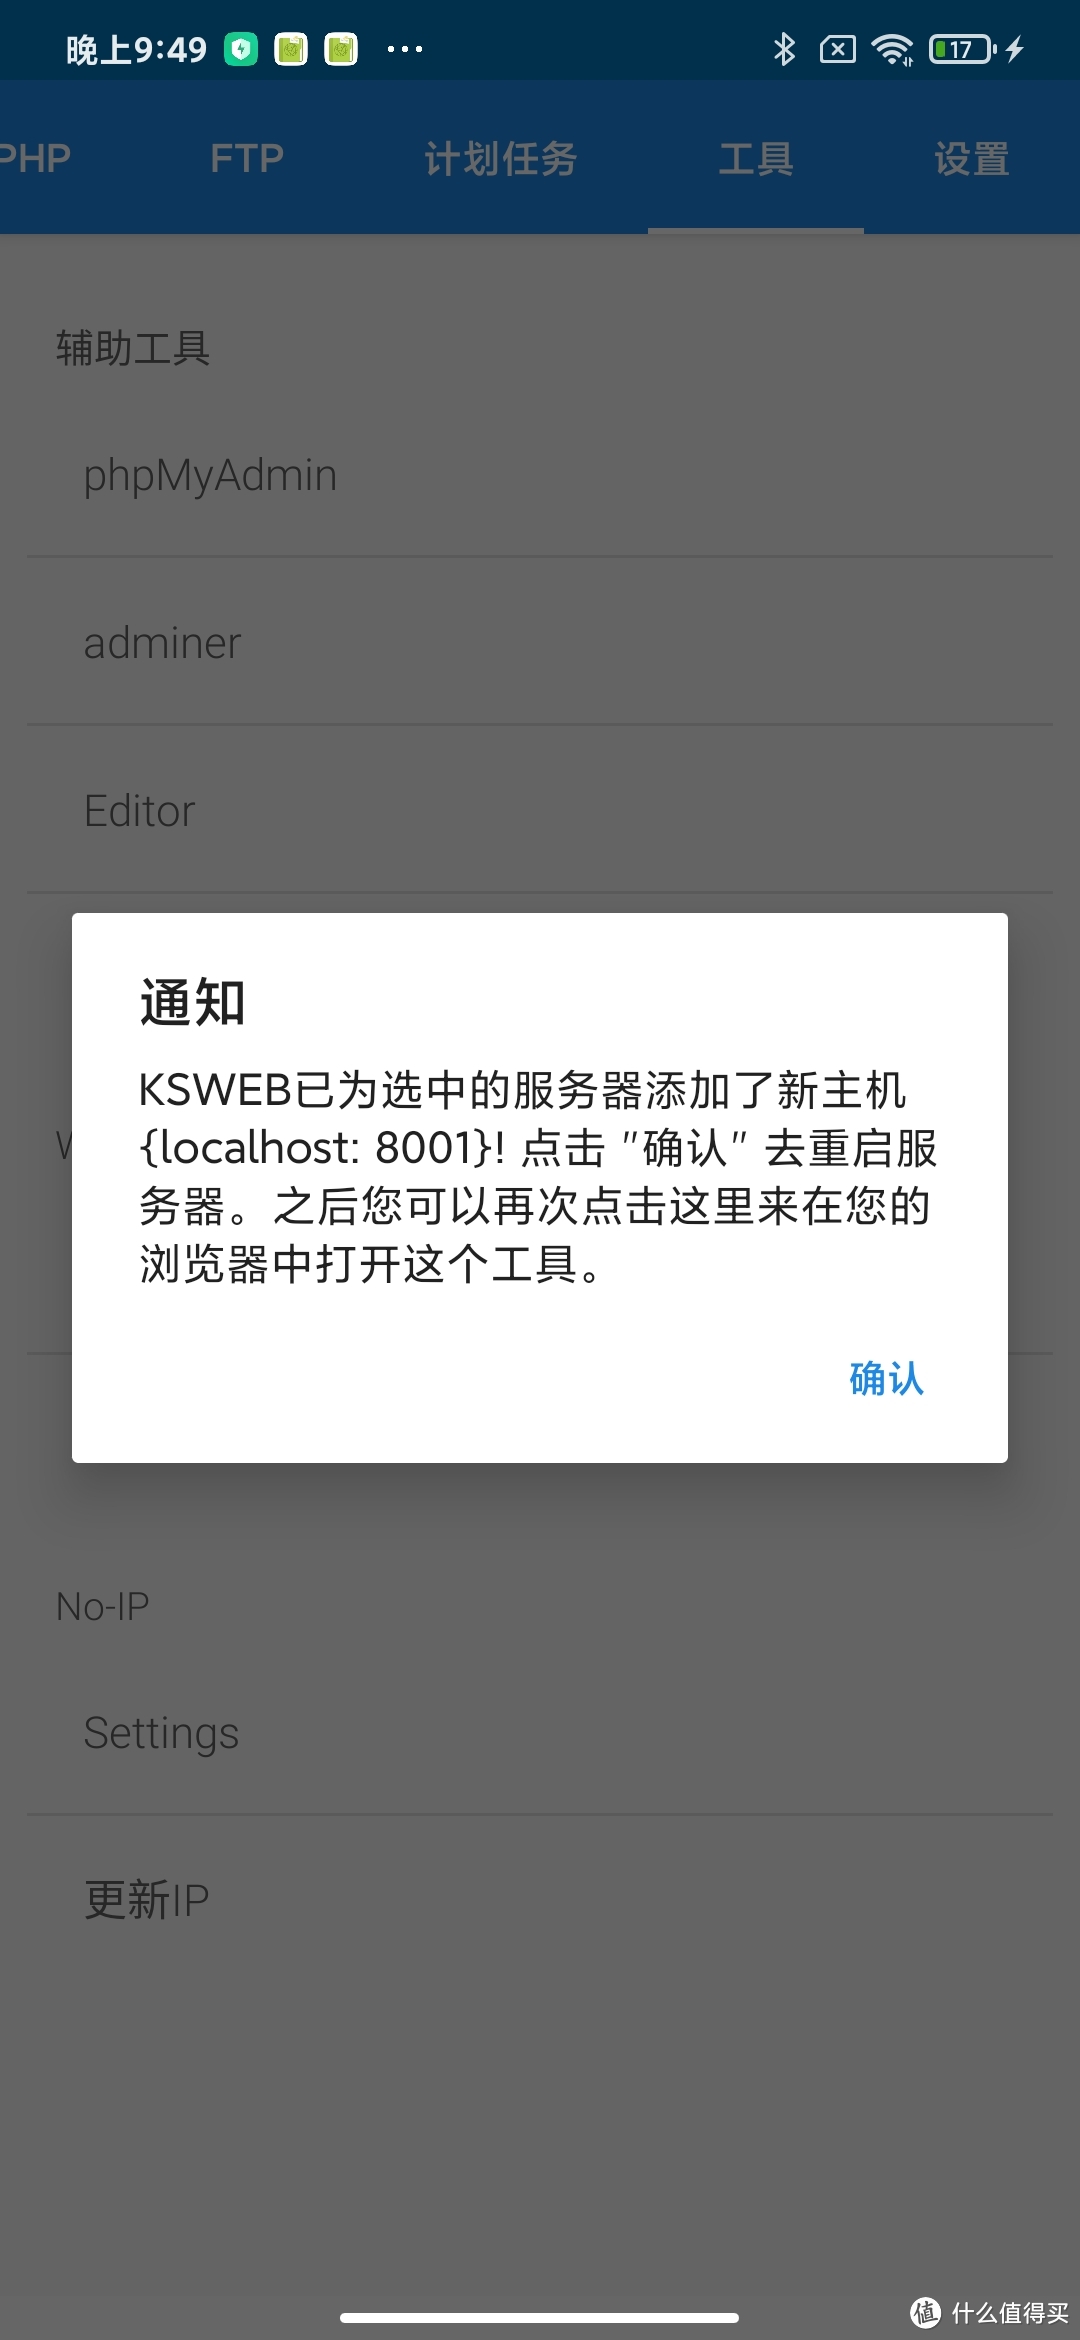 晚上9:49
17
PHP
FTP
计划任务
工具
设置
辅助工具
phpMyAdmin
adminer
Editor
通知
KSWEB已为选中的服务器添加了新主机
{localhost: 8001}! 点击 "确认" 去重启服
务器。之后您可以再次点击这里来在您的
浏览器中打开这个工具。
确认
No-IP
Settings
更新IP
值 什么值得买